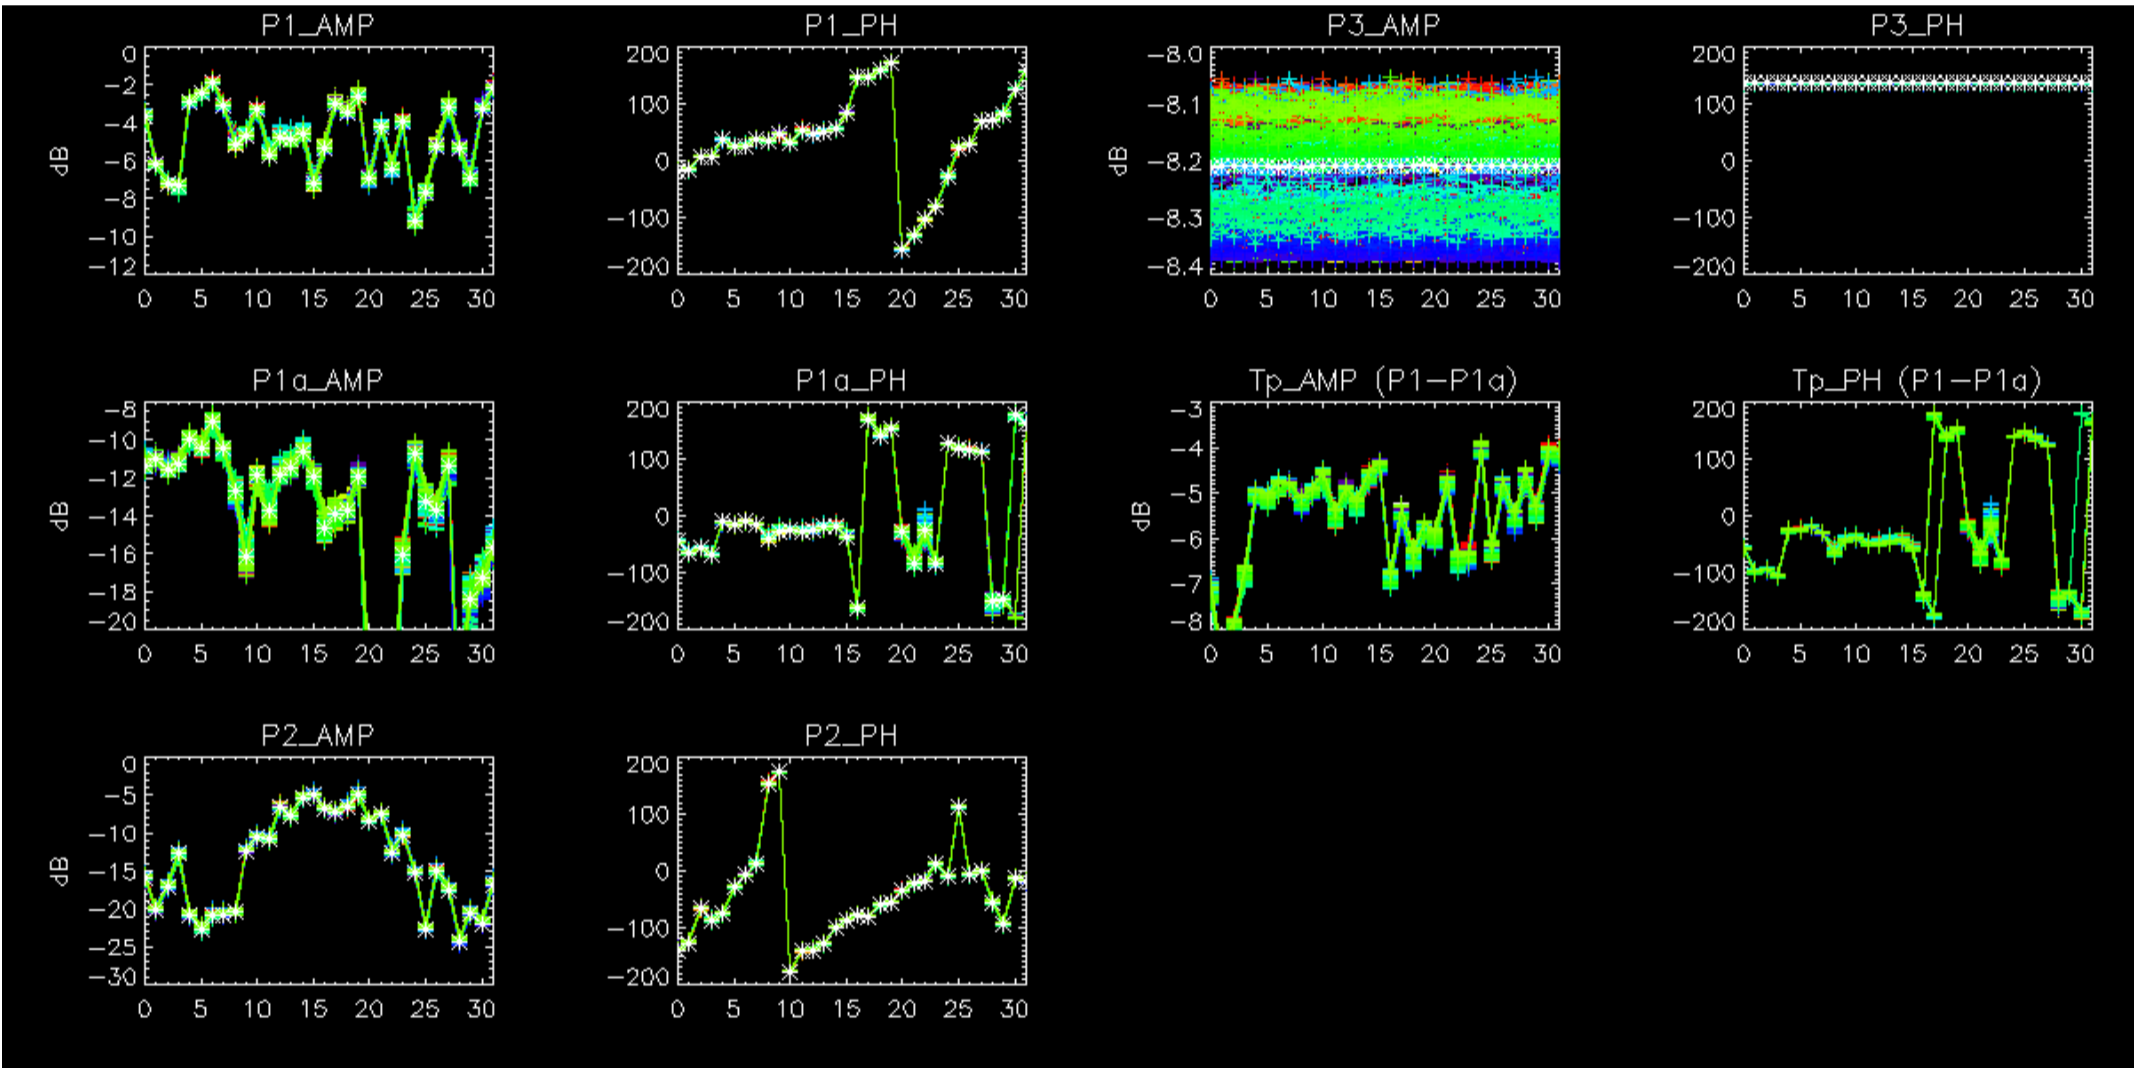 P1_AMP
P1_PH
P3_AMP
P3_PH
0
-2
-4
-6
-8
-10
-12
dB
0 5 10 15 20 25 30
200
100
0
-100
-200
0 5 10 15 20 25 30
-8.0
-8.1
-8.2
-8.3
-8.4
dB
0 5 10 15 20 25 30
200
100
0
-100
-200
0 5 10 15 20 25 30
P1a_AMP
P1a_PH
Tp_AMP (P1-P1a)
Tp_PH (P1-P1a)
-8
-10
-12
-14
-16
-18
-20
dB
0 5 10 15 20 25 30
200
100
0
-100
-200
0 5 10 15 20 25 30
-3
-4
-5
-6
-7
-8
dB
0 5 10 15 20 25 30
200
100
0
-100
-200
0 5 10 15 20 25 30
P2_AMP
P2_PH
0
-5
-10
-15
-20
-25
-30
dB
0 5 10 15 20 25 30
200
100
0
-100
-200
0 5 10 15 20 25 30